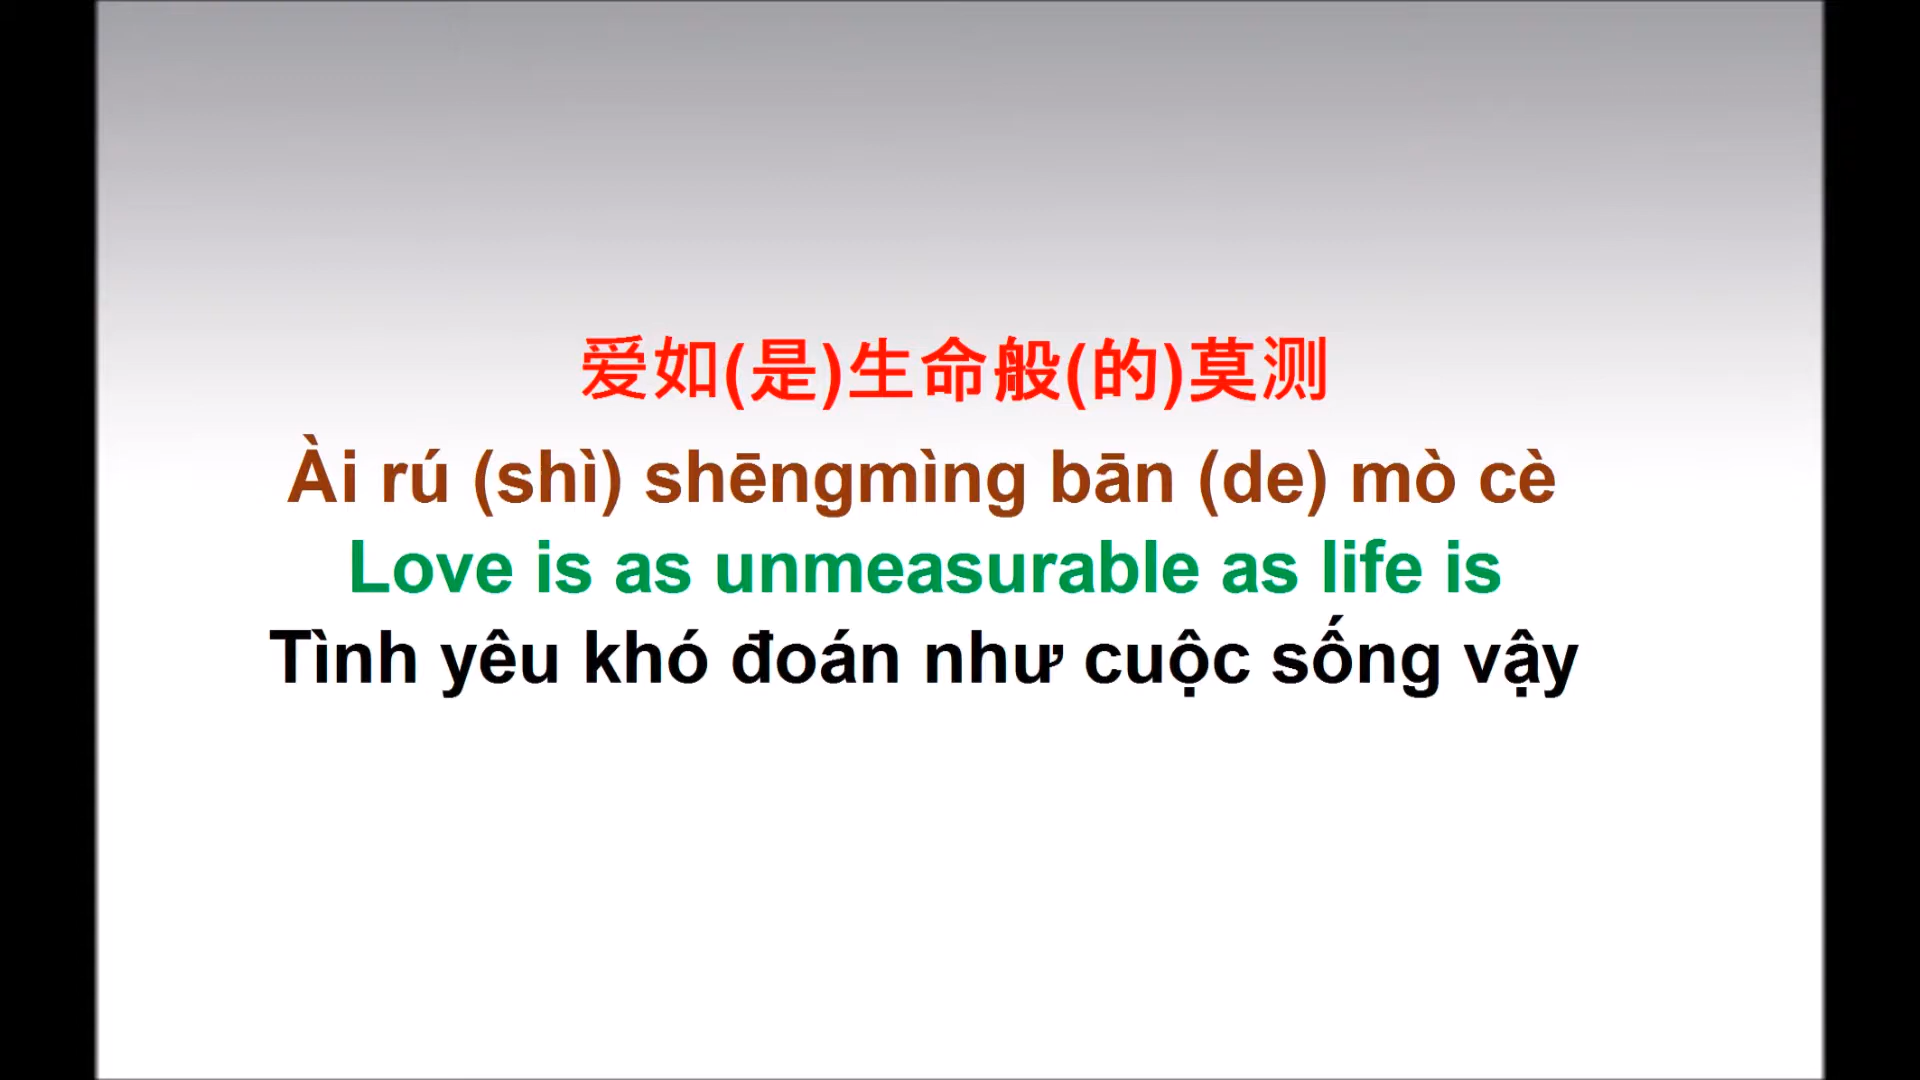 爱如(是)生命般(的)莫测
Ài rú (shì) shēngmìng bān (de) mò cè
Love is as unmeasurable as life is
Tình yêu khó đoán như cuộc sống vậy